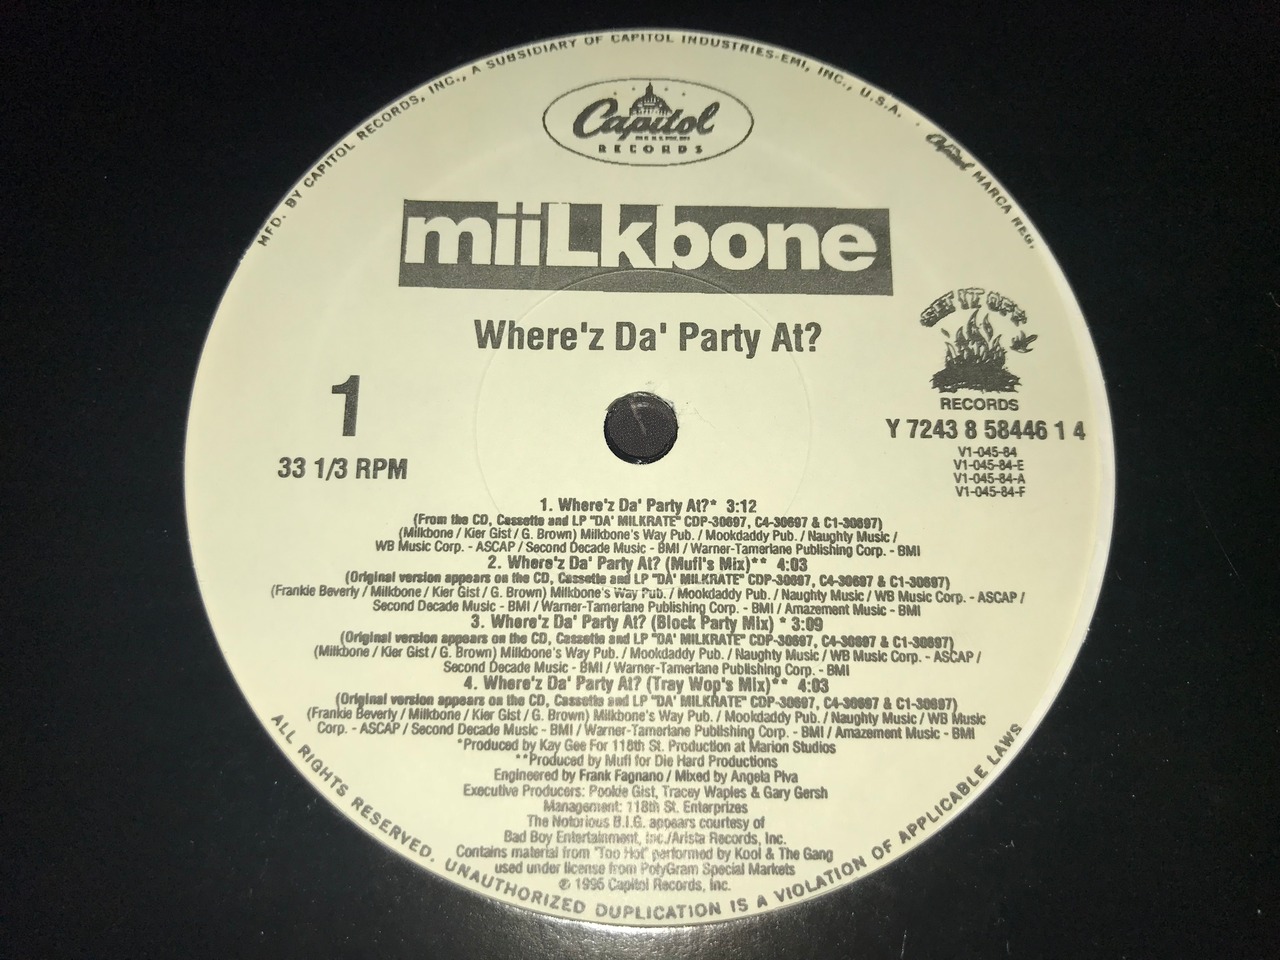 MFD. BY CAPITOL RECORDS, INC., A SUBSIDIARY OF CAPITOL INDUSTRIES-EMI, INC., U.S.A. · Capitol MARCA REG.
Capitol
RECORDS
miiLkbone
Where'z Da' Party At?
SET IT OFF
RECORDS
1
33 1/3 RPM
Y 7243 8 58446 1 4
V1-045-84
V1-045-84-E
V1-045-84-A
V1-045-84-F
1. Where'z Da' Party At?* 3:12
(From the CD, Cassette and LP "DA' MILKRATE" CDP-30697, C4-30697 & C1-30697)
(Milkbone / Kier Gist / G. Brown) Milkbone's Way Pub. / Mookdaddy Pub. / Naughty Music /
WB Music Corp. - ASCAP / Second Decade Music - BMI / Warner-Tamerlane Publishing Corp. - BMI
2. Where'z Da' Party At? (Mufi's Mix)** 4:03
(Original version appears on the CD, Cassette and LP "DA' MILKRATE" CDP-30697, C4-30697 & C1-30697)
(Frankie Beverly / Milkbone / Kier Gist / G. Brown) Milkbone's Way Pub. / Mookdaddy Pub. / Naughty Music / WB Music Corp. - ASCAP /
Second Decade Music - BMI / Warner-Tamerlane Publishing Corp. - BMI / Amazement Music - BMI
3. Where'z Da' Party At? (Block Party Mix) * 3:09
(Original version appears on the CD, Cassette and LP "DA' MILKRATE" CDP-30697, C4-30697 & C1-30697)
(Milkbone / Kier Gist / G. Brown) Milkbone's Way Pub. / Mookdaddy Pub. / Naughty Music / WB Music Corp. - ASCAP /
Second Decade Music - BMI / Warner-Tamerlane Publishing Corp. - BMI
4. Where'z Da' Party At? (Tray Wop's Mix)** 4:03
(Original version appears on the CD, Cassette and LP "DA' MILKRATE" CDP-30697, C4-30697 & C1-30697)
(Frankie Beverly / Milkbone / Kier Gist / G. Brown) Milkbone's Way Pub. / Mookdaddy Pub. / Naughty Music / WB Music
Corp. - ASCAP / Second Decade Music - BMI / Warner-Tamerlane Publishing Corp. - BMI / Amazement Music - BMI
*Produced by Kay Gee For 118th St. Production at Marion Studios
**Produced by Mufi for Die Hard Productions
Engineered by Frank Fagnano / Mixed by Angela Piva
Executive Producers: Pookie Gist, Tracey Waples & Gary Gersh
Management: 118th St. Enterprizes
The Notorious B.I.G. appears courtesy of
Bad Boy Entertainment, Inc./Arista Records, Inc.
Contains material from "Too Hot" performed by Kool & The Gang
used under license from PolyGram Special Markets
℗ 1995 Capitol Records, Inc.
ALL RIGHTS RESERVED. UNAUTHORIZED DUPLICATION IS A VIOLATION OF APPLICABLE LAWS